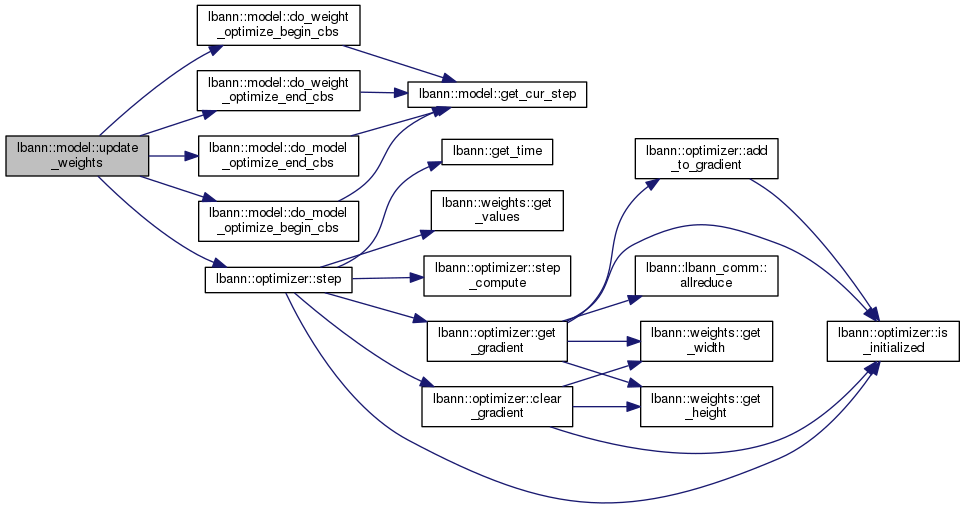 lbann::model::update
_weights
lbann::model::do_weight
_optimize_begin_cbs
lbann::model::do_weight
_optimize_end_cbs
lbann::model::do_model
_optimize_end_cbs
lbann::model::do_model
_optimize_begin_cbs
lbann::optimizer::step
lbann::model::get_cur_step
lbann::get_time
lbann::weights::get
_values
lbann::optimizer::step
_compute
lbann::optimizer::get
_gradient
lbann::optimizer::clear
_gradient
lbann::optimizer::add
_to_gradient
lbann::lbann_comm::
allreduce
lbann::weights::get
_width
lbann::weights::get
_height
lbann::optimizer::is
_initialized